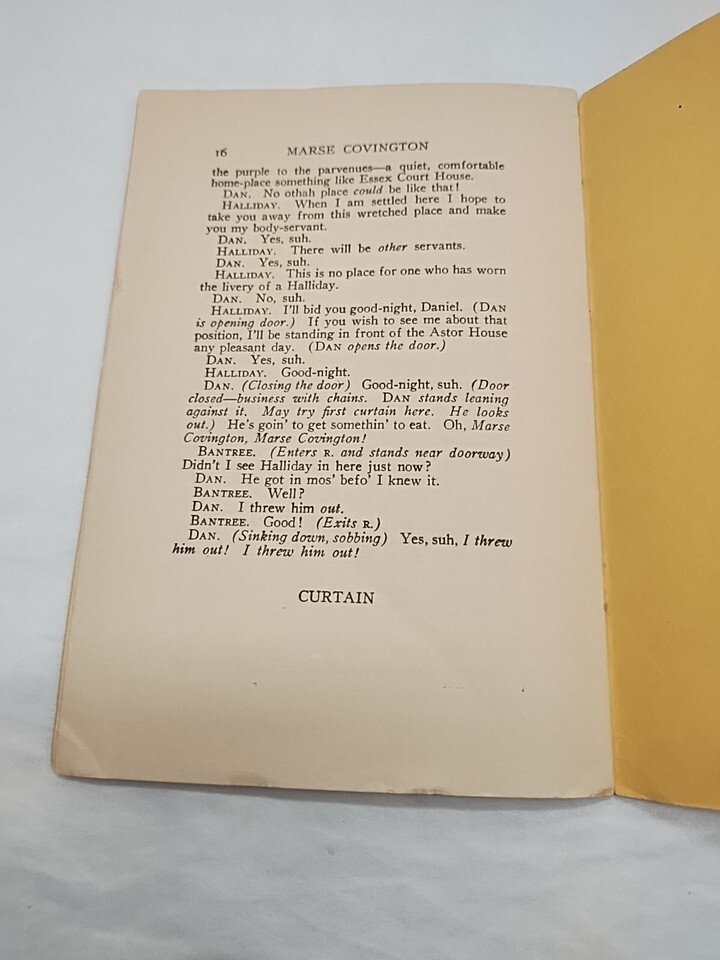 16 MARSE COVINGTON
the purple to the parvenues—a quiet, comfortable
home-place something like Essex Court House.
DAN. No othah place could be like that!
HALLIDAY. When I am settled here I hope to
take you away from this wretched place and make
you my body-servant.
DAN. Yes, suh.
HALLIDAY. There will be other servants.
DAN. Yes, suh.
HALLIDAY. This is no place for one who has worn
the livery of a Halliday.
DAN. No, suh.
HALLIDAY. I'll bid you good-night, Daniel. (DAN
is opening door.) If you wish to see me about that
position, I'll be standing in front of the Astor House
any pleasant day. (DAN opens the door.)
DAN. Yes, suh.
HALLIDAY. Good-night.
DAN. (Closing the door) Good-night, suh. (Door
closed—business with chains. DAN stands leaning
against it. May try first curtain here. He looks
out.) He's goin' to get somethin' to eat. Oh, Marse
Covington, Marse Covington!
BANTREE. (Enters R. and stands near doorway)
Didn't I see Halliday in here just now?
DAN. He got in mos' befo' I knew it.
BANTREE. Well?
DAN. I threw him out.
BANTREE. Good! (Exits R.)
DAN. (Sinking down, sobbing) Yes, suh, I threw
him out! I threw him out!
CURTAIN